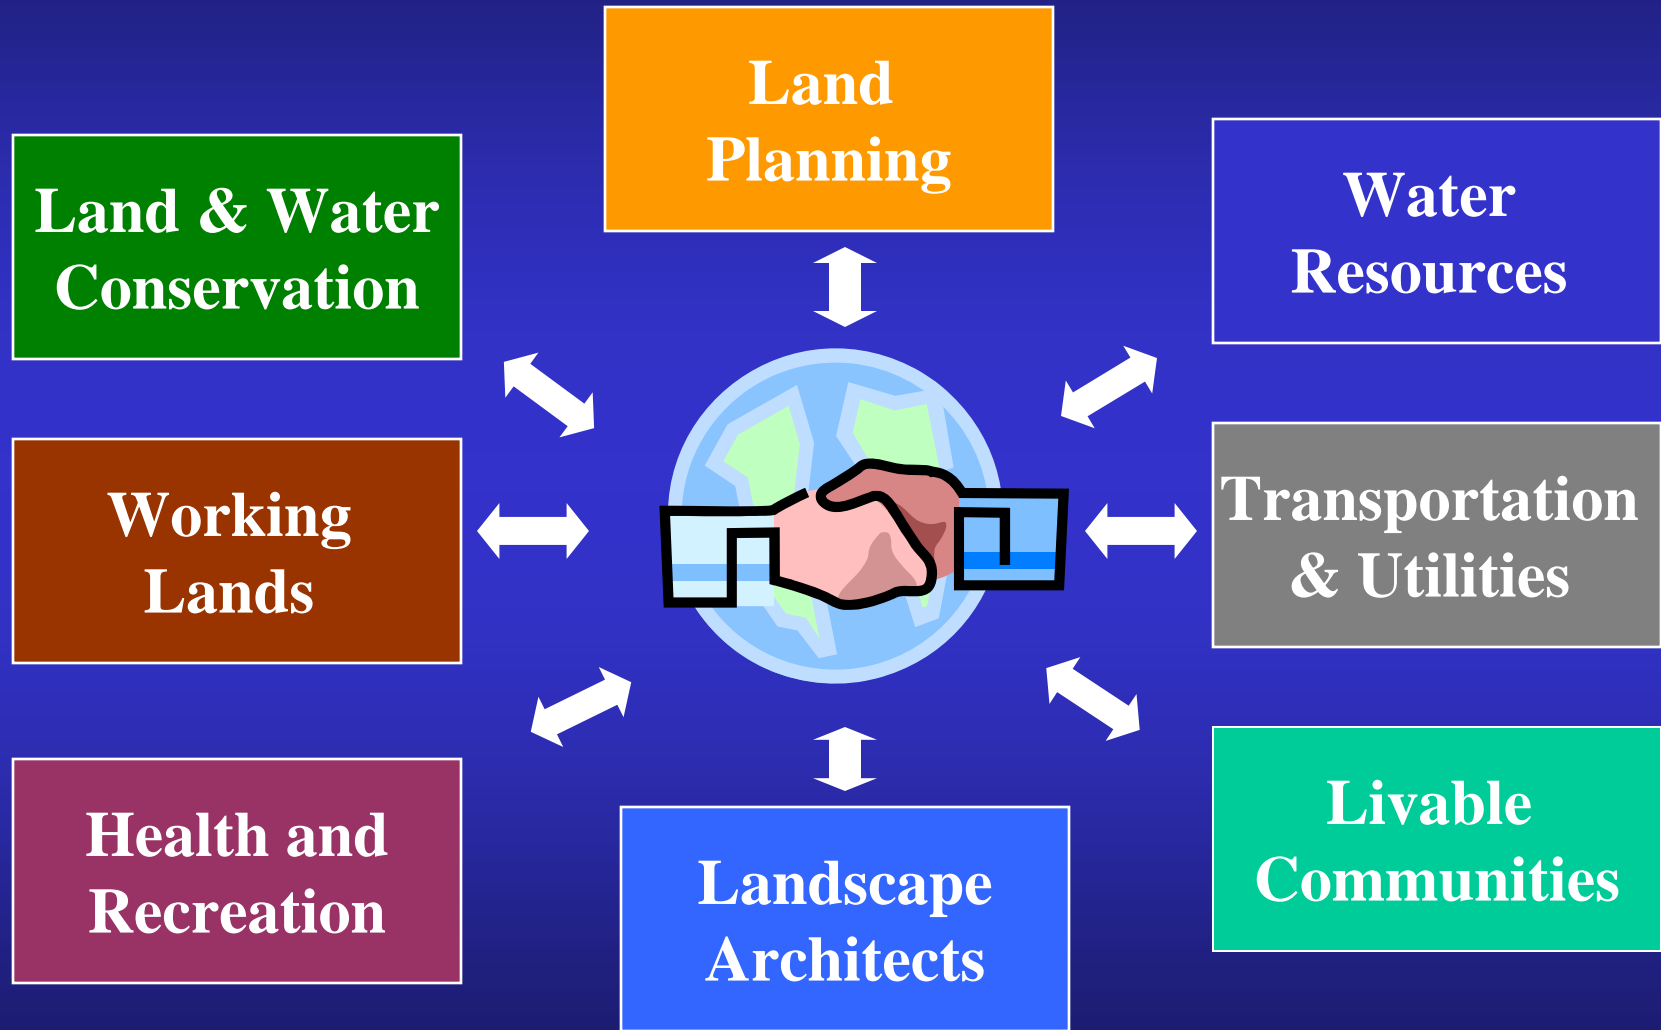 Land
Planning
Land & Water
Conservation
Water
Resources
Working
Lands
Transportation
& Utilities
Health and
Recreation
Landscape
Architects
Livable
Communities